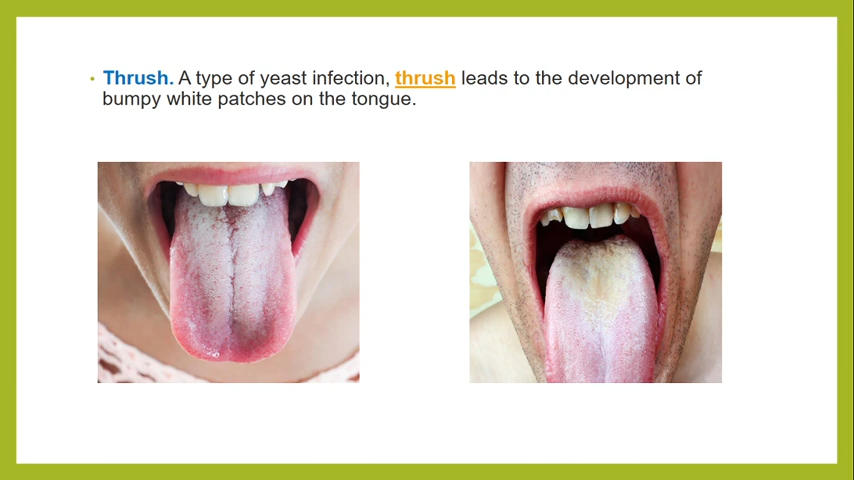 • Thrush. A type of yeast infection, thrush leads to the development of
bumpy white patches on the tongue.